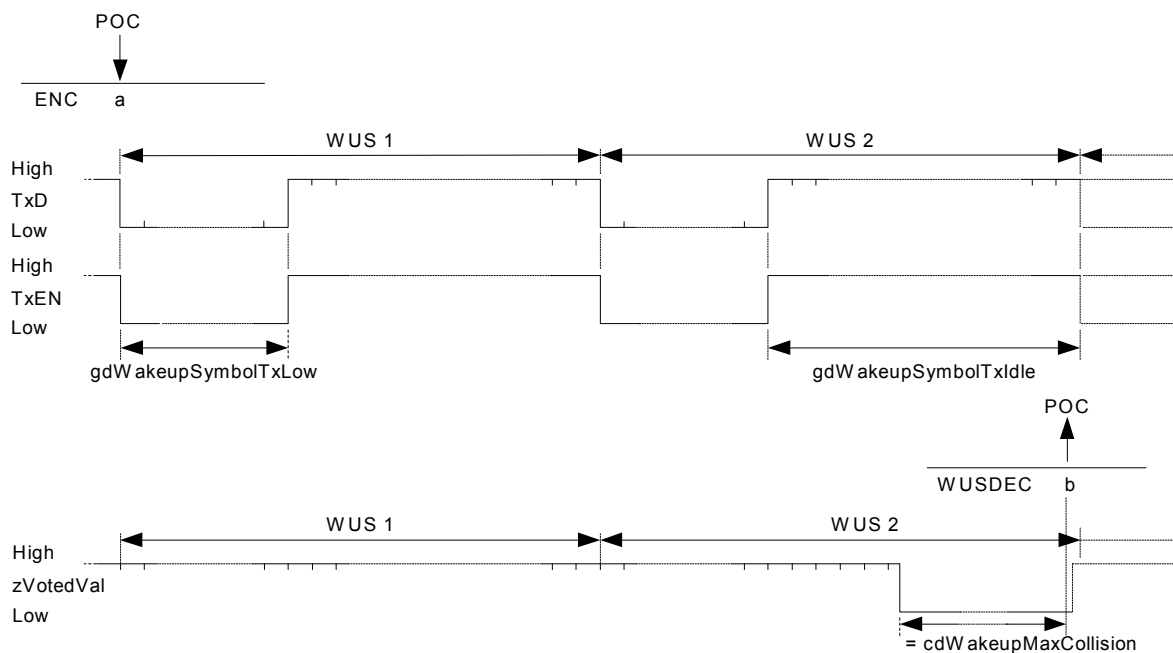 POC
ENC a
WUS 1 WUS 2
High
TxD
Low
High
TxEN
Low
gdWakeupSymbolTxLow gdWakeupSymbolTxIdle
POC
WUSDEC b
WUS 1 WUS 2
High
zVotedVal
Low
= cdWakeupMaxCollision